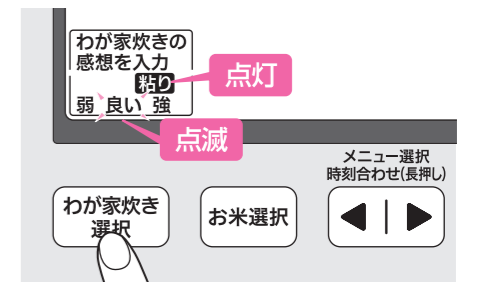 わが家炊きの
感想を入力
粘り
弱 良い 強
点灯
点滅
わが家炊き
選択
お米選択
メニュー選択
時刻合わせ(長押し)